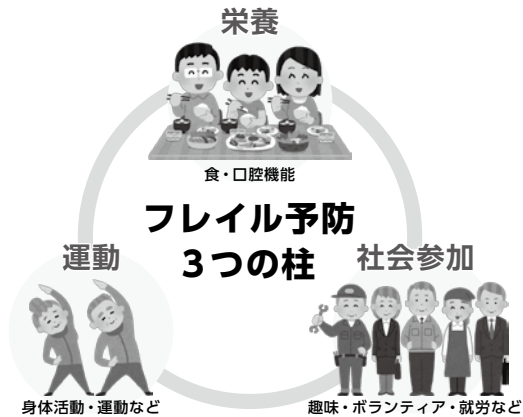 栄養
食・口腔機能
フレイル予防
3つの柱
運動
社会参加
身体活動・運動など
趣味・ボランティア・就労など